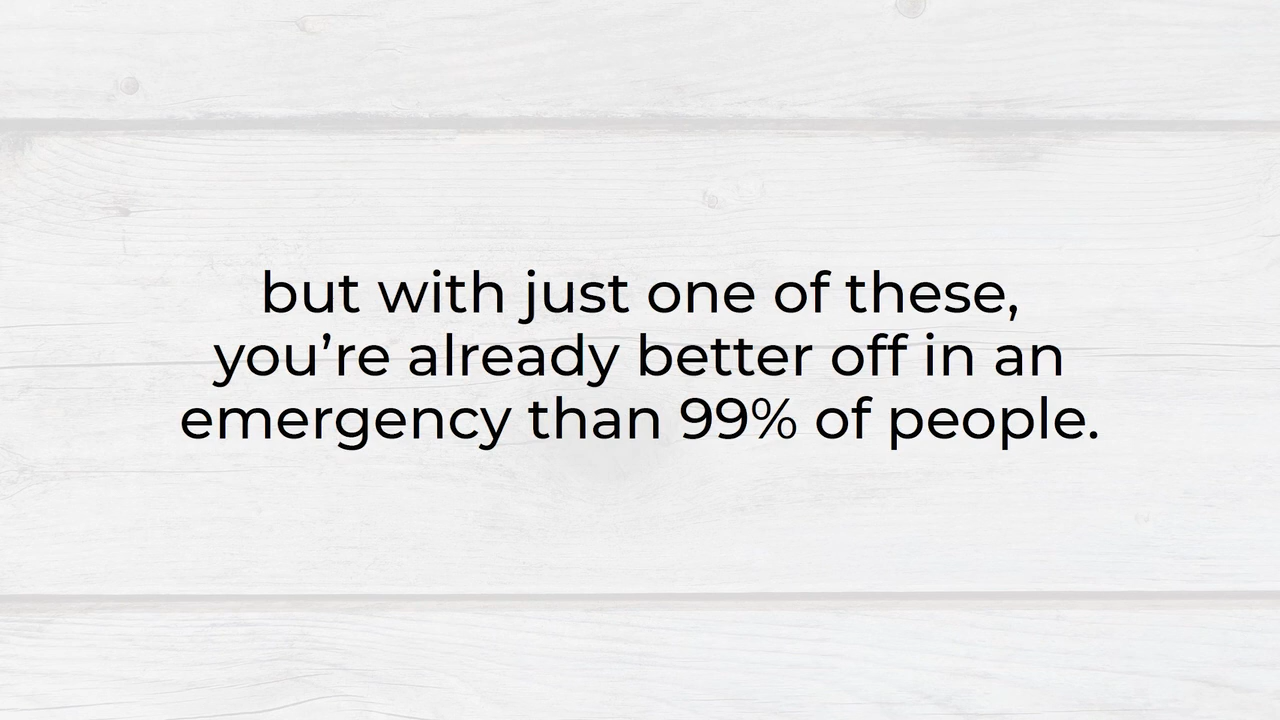 but with just one of these,
you’re already better off in an
emergency than 99% of people.